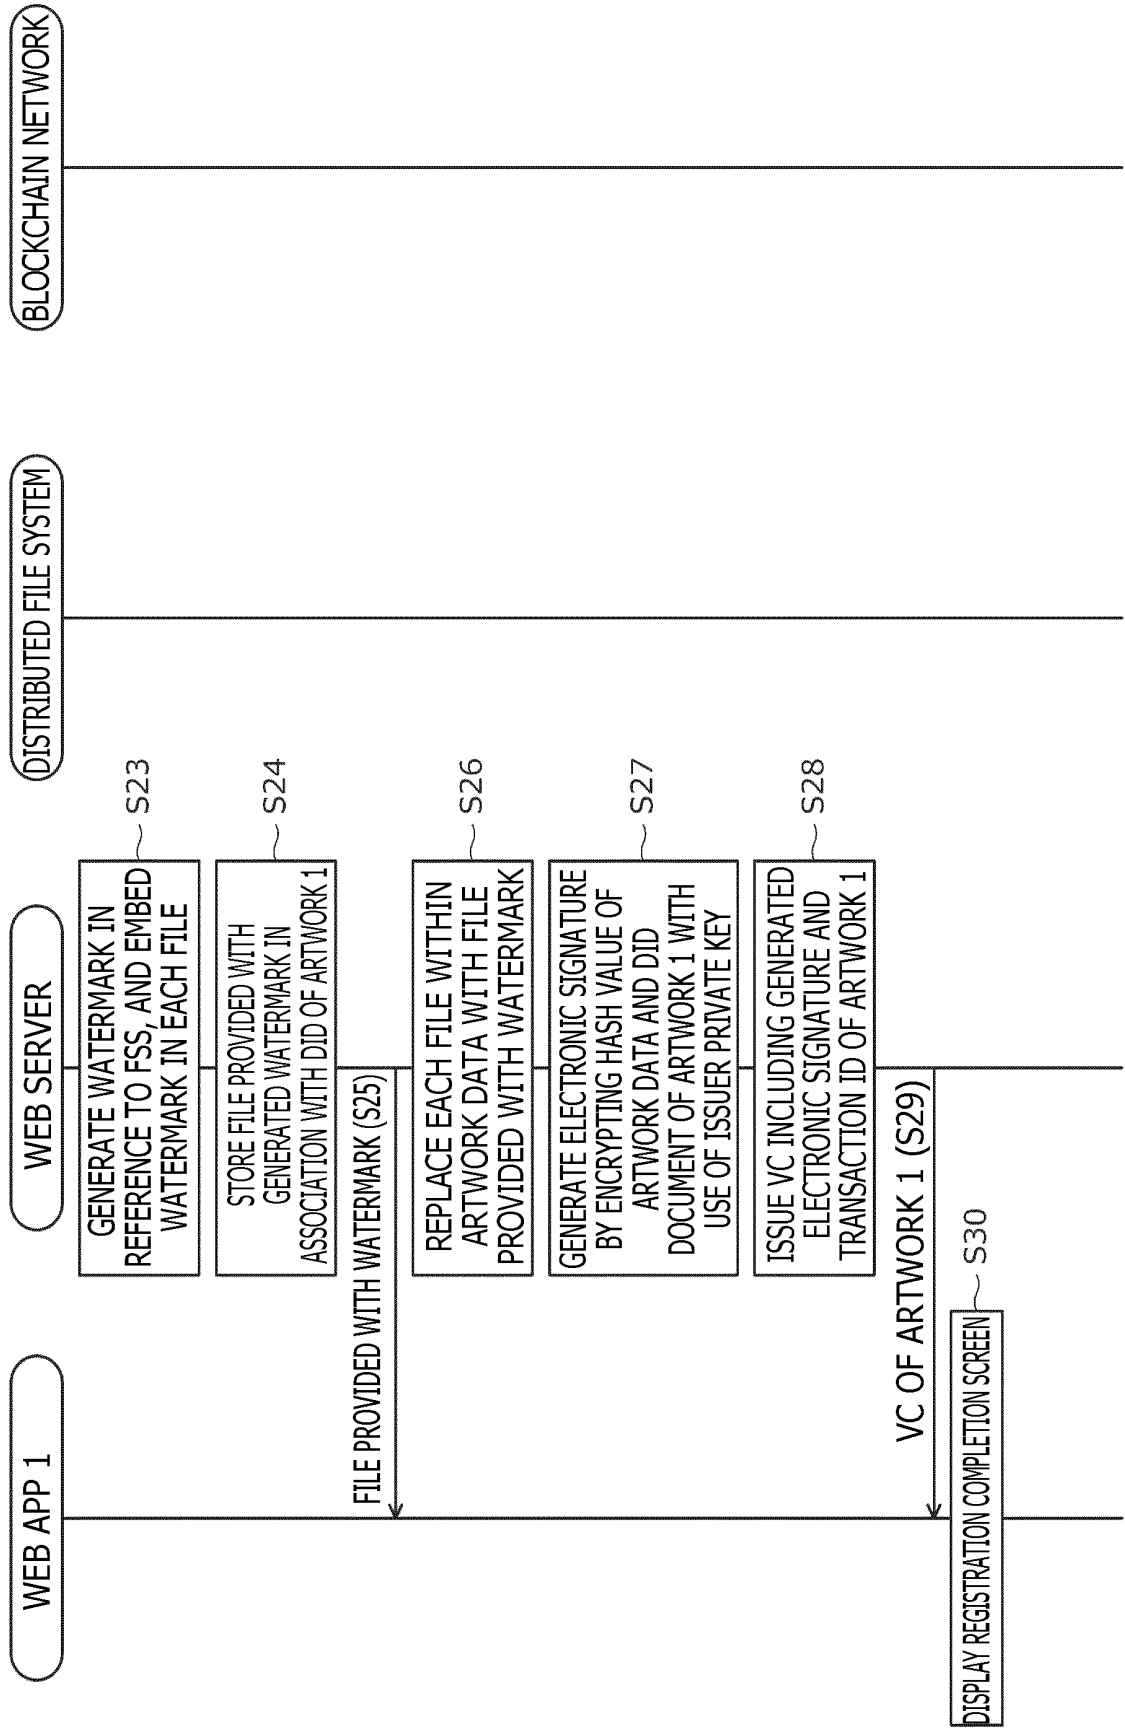 WEB APP 1
WEB SERVER
DISTRIBUTED FILE SYSTEM
BLOCKCHAIN NETWORK
GENERATE WATERMARK IN
REFERENCE TO FSS, AND EMBED
WATERMARK IN EACH FILE
S23
STORE FILE PROVIDED WITH
GENERATED WATERMARK IN
ASSOCIATION WITH DID OF ARTWORK 1
S24
FILE PROVIDED WITH WATERMARK (S25)
REPLACE EACH FILE WITHIN
ARTWORK DATA WITH FILE
PROVIDED WITH WATERMARK
S26
GENERATE ELECTRONIC SIGNATURE
BY ENCRYPTING HASH VALUE OF
ARTWORK DATA AND DID
DOCUMENT OF ARTWORK 1 WITH
USE OF ISSUER PRIVATE KEY
S27
ISSUE VC INCLUDING GENERATED
ELECTRONIC SIGNATURE AND
TRANSACTION ID OF ARTWORK 1
S28
VC OF ARTWORK 1 (S29)
DISPLAY REGISTRATION COMPLETION SCREEN
S30